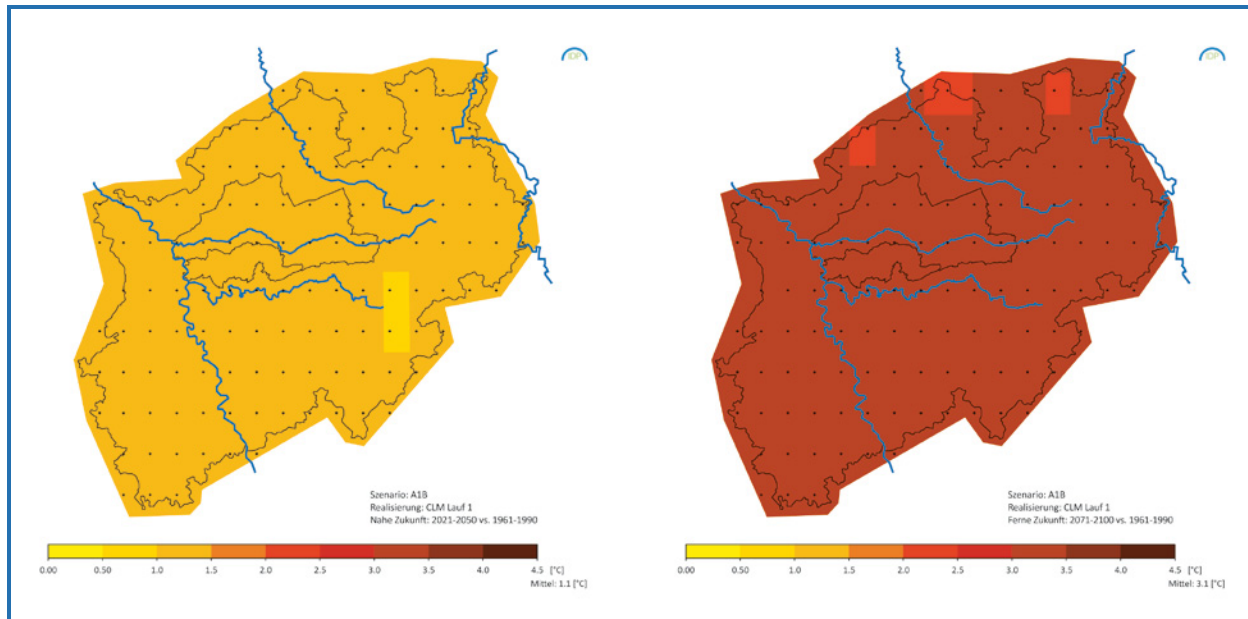 IDP
Szenario: A1B
Realisierung: CLM Lauf 1
Nahe Zukunft: 2021-2050 vs. 1961-1990
0.00 0.50 1.0 1.5 2.0 2.5 3.0 3.5 4.0 4.5 [°C]
Mittel: 1.1 [°C]
IDP
Szenario: A1B
Realisierung: CLM Lauf 1
Ferne Zukunft: 2071-2100 vs. 1961-1990
0.00 0.50 1.0 1.5 2.0 2.5 3.0 3.5 4.0 4.5 [°C]
Mittel: 3.1 [°C]